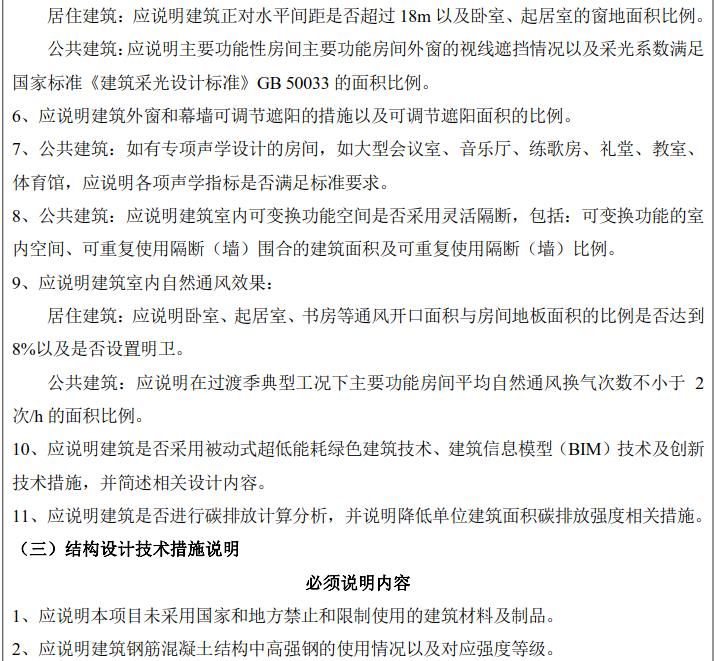 居住建筑：应说明建筑正对水平间距是否超过 18m 以及卧室、起居室的窗地面积比例。
公共建筑：应说明主要功能性房间主要功能房间外窗的视线遮挡情况以及采光系数满足
国家标准《建筑采光设计标准》GB 50033 的面积比例。
6、应说明建筑外窗和幕墙可调节遮阳的措施以及可调节遮阳面积的比例。
7、公共建筑：如有专项声学设计的房间，如大型会议室、音乐厅、练歌房、礼堂、教室、
体育馆，应说明各项声学指标是否满足标准要求。
8、公共建筑：应说明建筑室内可变换功能空间是否采用灵活隔断，包括：可变换功能的室
内空间、可重复使用隔断（墙）围合的建筑面积及可重复使用隔断（墙）比例。
9、应说明建筑室内自然通风效果：
居住建筑：应说明卧室、起居室、书房等通风开口面积与房间地板面积的比例是否达到
8%以及是否设置明卫。
公共建筑：应说明在过渡季典型工况下主要功能房间平均自然通风换气次数不小于 2
次/h 的面积比例。
10、应说明建筑是否采用被动式超低能耗绿色建筑技术、建筑信息模型（BIM）技术及创新
技术措施，并简述相关设计内容。
11、应说明建筑是否进行碳排放计算分析，并说明降低单位建筑面积碳排放强度相关措施。
（三）结构设计技术措施说明
必须说明内容
1、应说明本项目未采用国家和地方禁止和限制使用的建筑材料及制品。
2、应说明建筑钢筋混凝土结构中高强钢的使用情况以及对应强度等级。